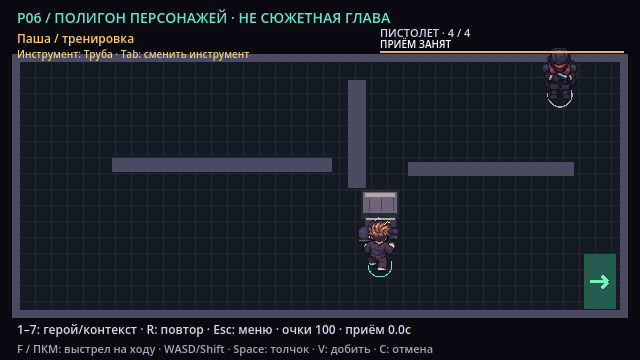 P06 / ПОЛИГОН ПЕРСОНАЖЕЙ · НЕ СЮЖЕТНАЯ ГЛАВА
Паша / тренировка
ПИСТОЛЕТ · 4 / 4
ПРИЁМ ЗАНЯТ
Инструмент: Труба · Tab: сменить инструмент
1–7: герой/контекст · R: повтор · Esc: меню · очки 100 · приём 0.0с
F / ПКМ: выстрел на ходу · WASD/Shift · Space: толчок · V: добить · C: отмена